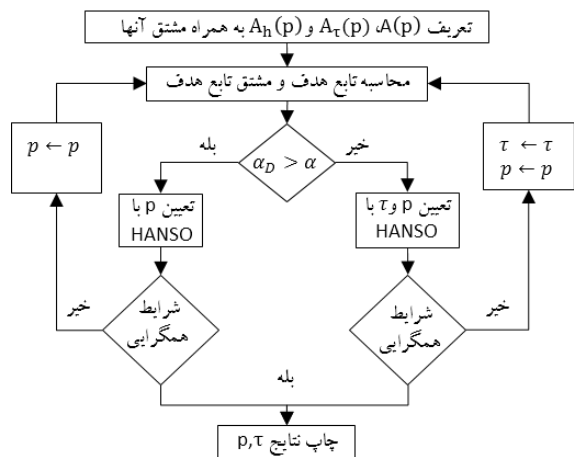 تعریف A(p)، A_τ(p) و A_h(p) به همراه مشتق آنها
محاسبه تابع هدف و مشتق تابع هدف
p ← p
τ ← τ
p ← p
بله
α_D > α
خیر
تعیین p با
HANSO
تعیین p و τ با
HANSO
خیر
شرایط
همگرایی
شرایط
همگرایی
خیر
بله
چاپ نتایج p,τ